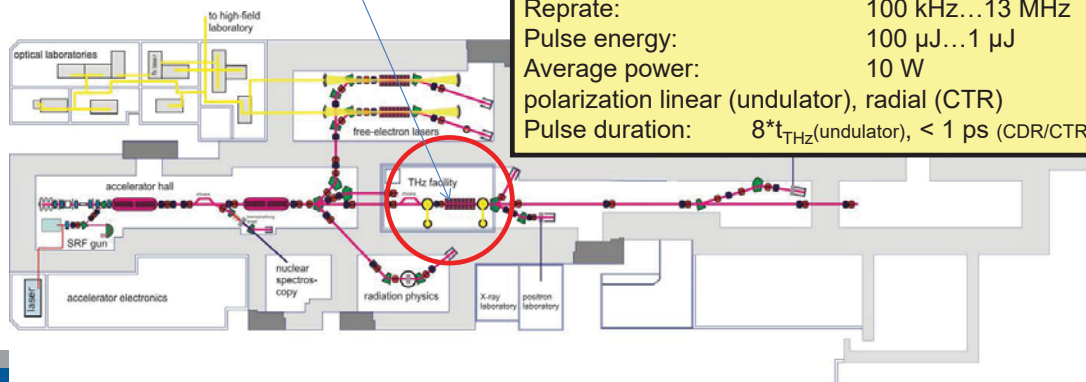 Reprate: 100 kHz…13 MHz
Pulse energy: 100 µJ…1 µJ
Average power: 10 W
polarization linear (undulator), radial (CTR)
Pulse duration: 8*tTHz(undulator), < 1 ps (CDR/CTR
to high-field
laboratory
optical laboratories
free-electron lasers
accelerator hall
THz facility
SRF gun
nuclear
spectros-
copy
radiation physics
X-ray
laboratory
positron
laboratory
laser
accelerator electronics